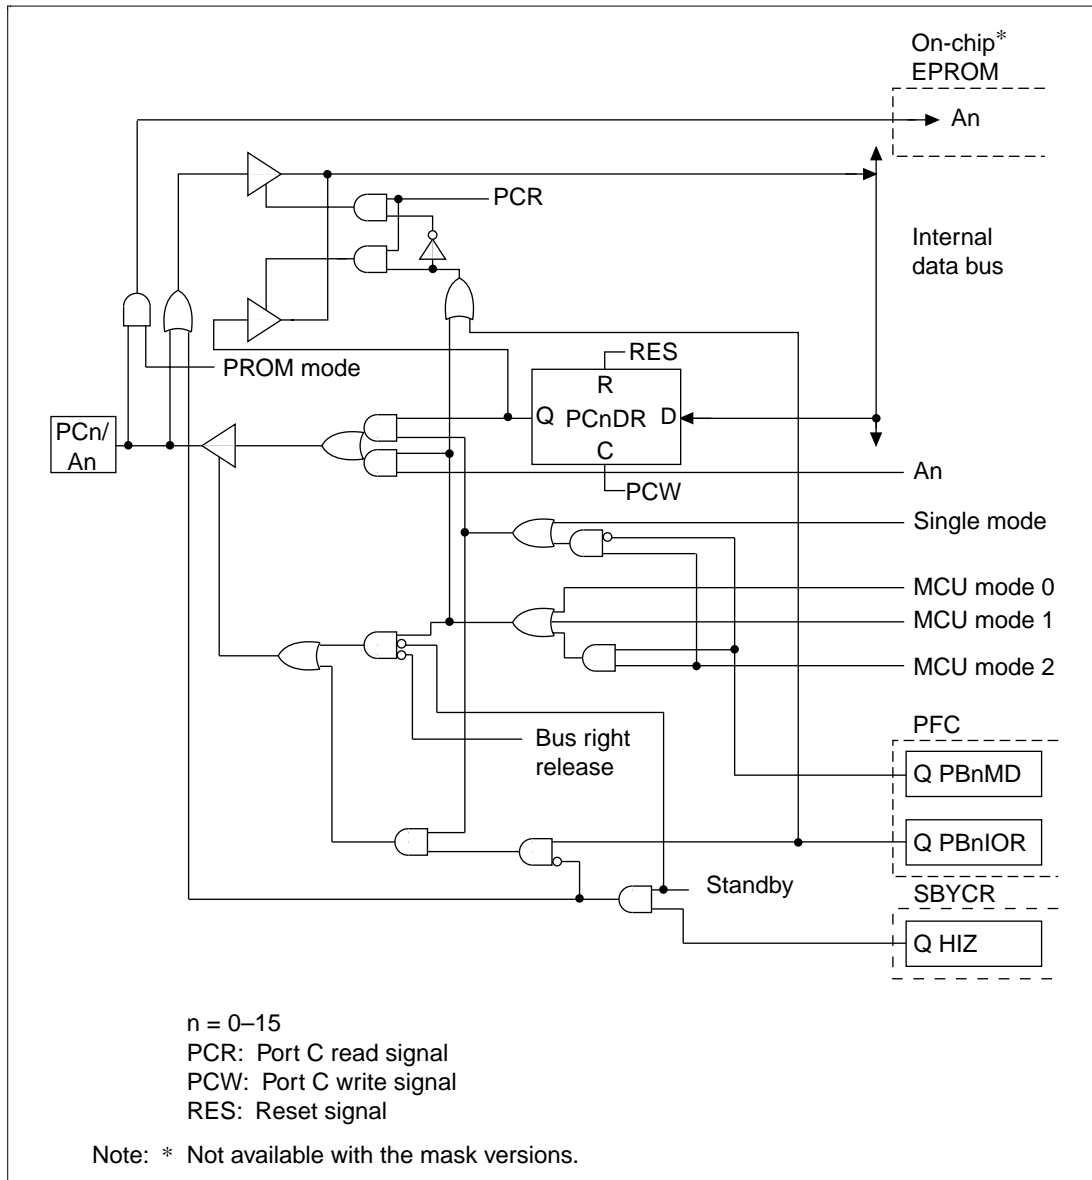 On-chip*
EPROM
An
PCR
Internal
data bus
PROM mode
RES
R
Q PCnDR D
C
PCW
PCn/
An
An
Single mode
MCU mode 0
MCU mode 1
MCU mode 2
Bus right
release
PFC
Q PBnMD
Q PBnIOR
Standby
SBYCR
Q HIZ
n = 0–15
PCR: Port C read signal
PCW: Port C write signal
RES: Reset signal
Note: * Not available with the mask versions.